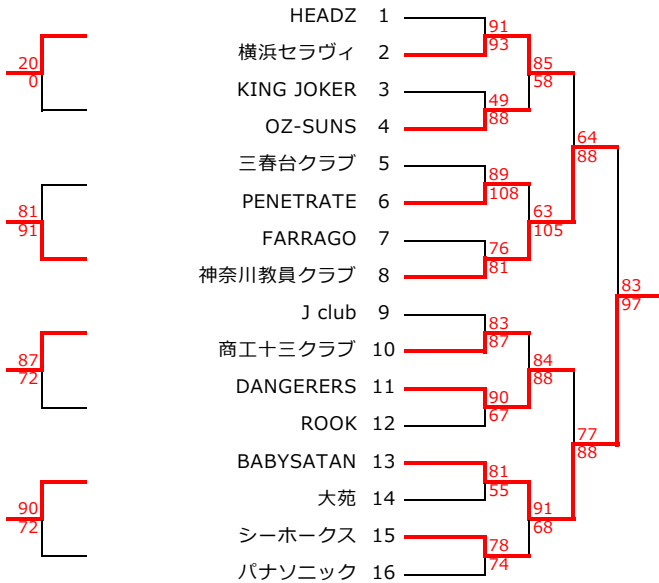 HEADZ 1
91
横浜セラヴィ 2
93
20
0
85
58
KING JOKER 3
49
OZ-SUNS 4
88
64
88
三春台クラブ 5
89
PENETRATE 6
108
81
91
63
105
FARRAGO 7
76
神奈川教員クラブ 8
81
83
97
J club 9
83
商工十三クラブ 10
87
87
72
84
88
DANGERERS 11
90
ROOK 12
67
77
88
BABYSATAN 13
81
大苑 14
55
90
72
91
68
シーホークス 15
78
パナソニック 16
74